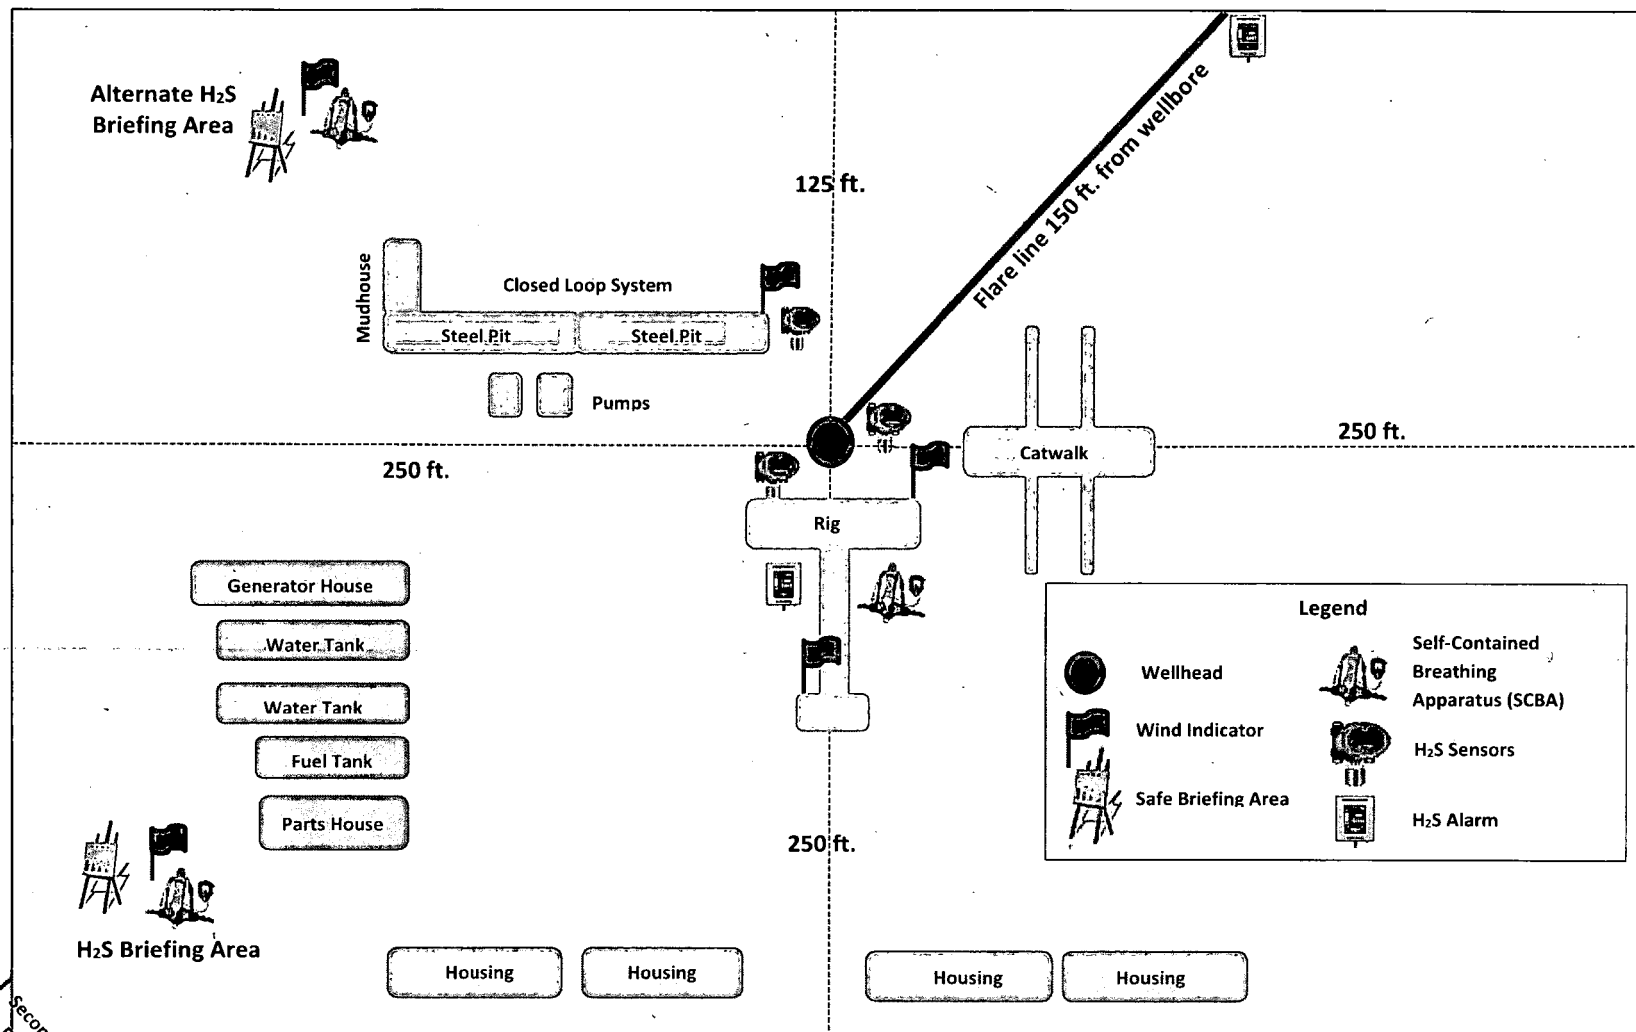 Alternate H₂S
Briefing Area
125 ft.
Flare line 150 ft. from wellbore
Mudhouse
Closed Loop System
Steel Pit
Steel Pit
Pumps
250 ft.
250 ft.
Catwalk
Rig
Generator House
Water Tank
Water Tank
Fuel Tank
Parts House
H₂S Briefing Area
250 ft.
Housing
Housing
Housing
Housing
Legend
Wellhead
Wind Indicator
Safe Briefing Area
Self-Contained
Breathing
Apparatus (SCBA)
H₂S Sensors
H₂S Alarm